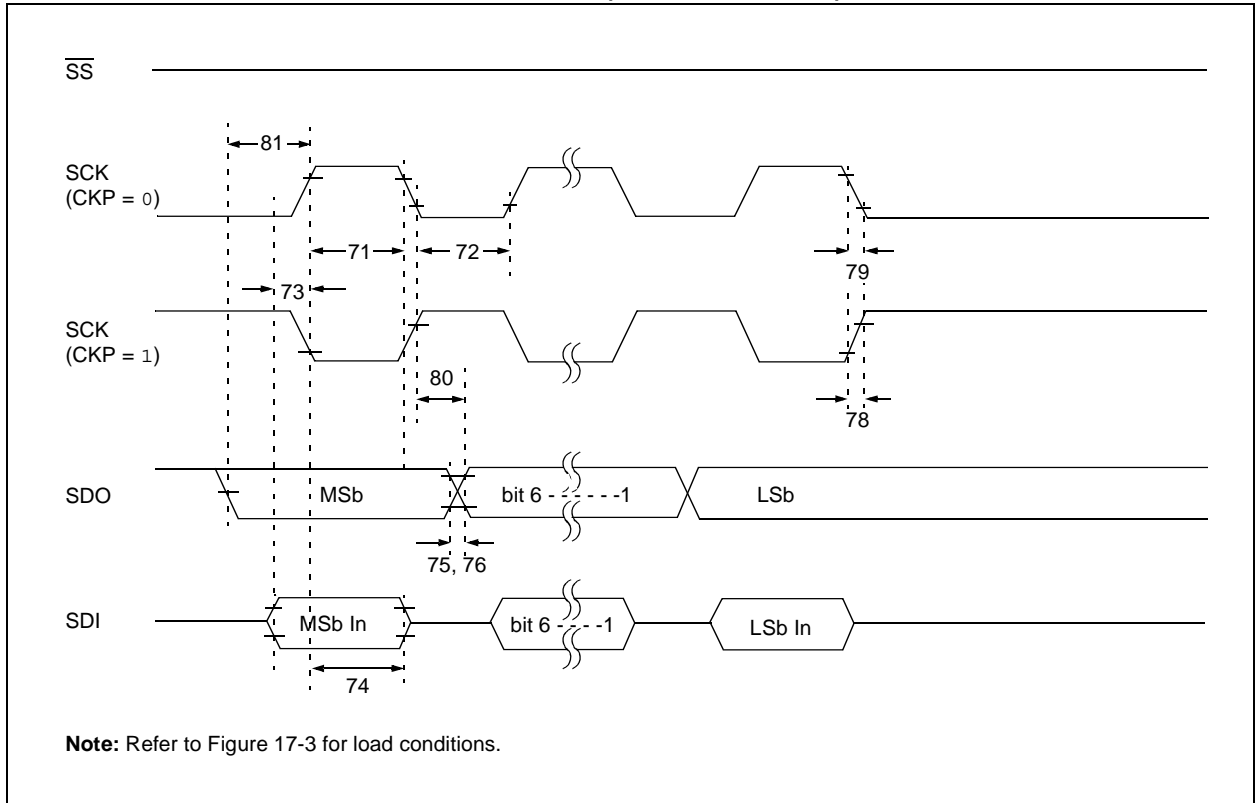 SS
81
SCK
(CKP = 0)
71
72
79
73
SCK
(CKP = 1)
80
78
SDO
MSb
bit 6 - - - - - -1
LSb
75, 76
SDI
MSb In
bit 6 - - - - -1
LSb In
74
Note: Refer to Figure 17-3 for load conditions.